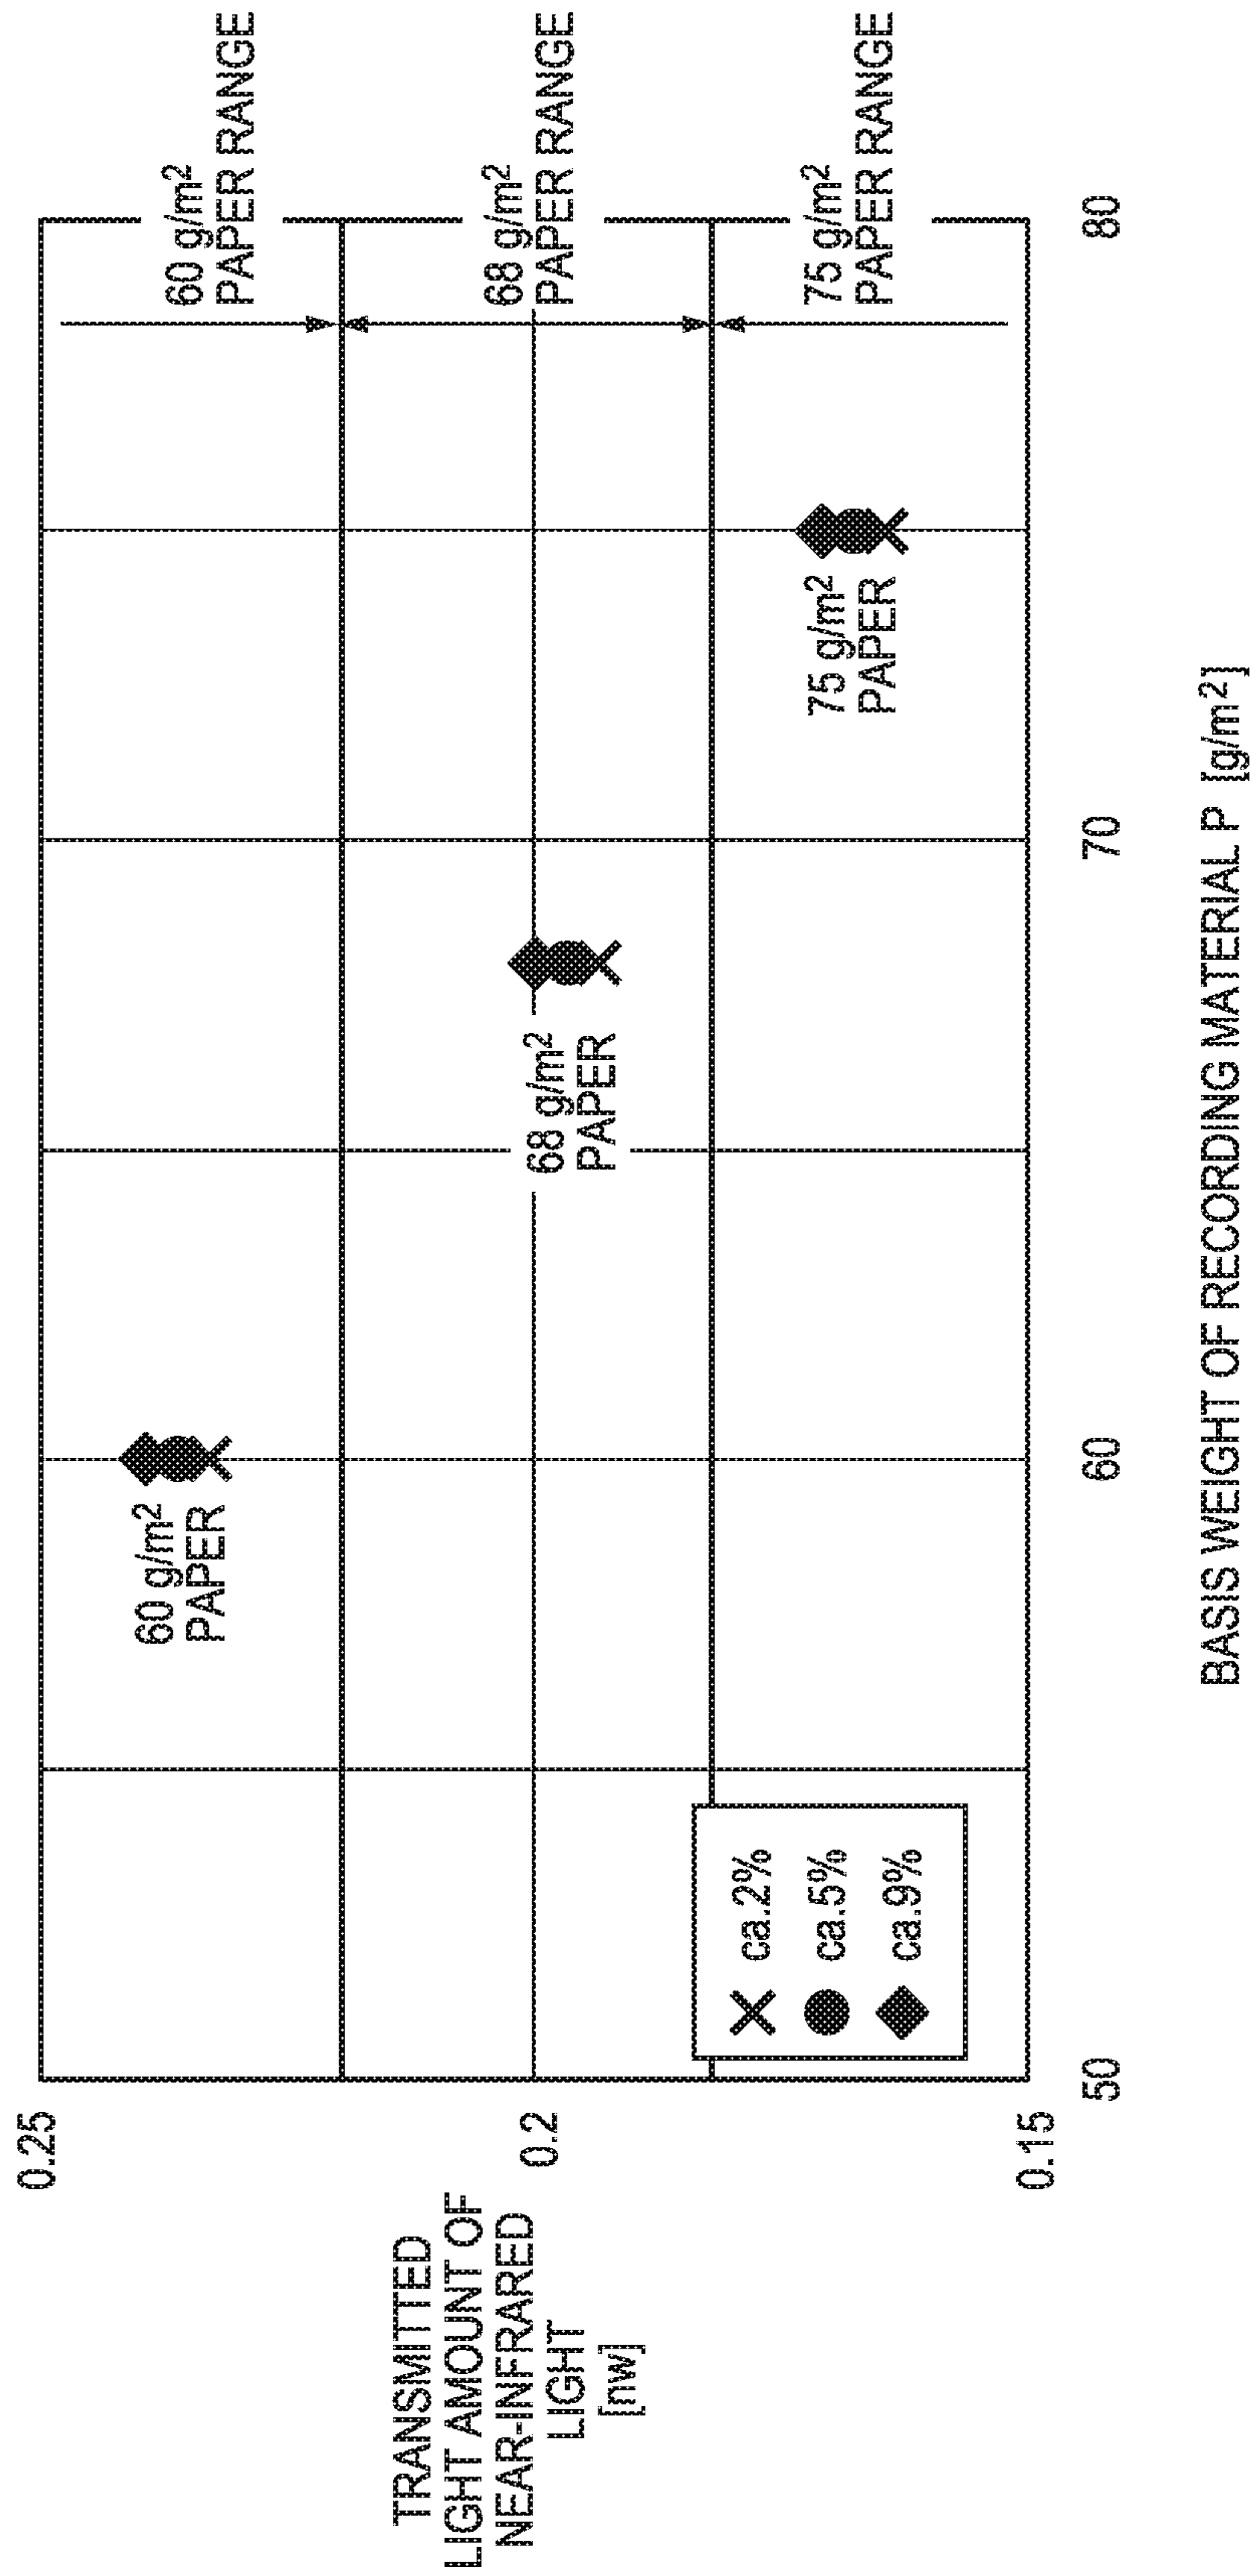 TRANSMITTED
LIGHT AMOUNT OF
NEAR-INFRARED
LIGHT
[nw]
0.25
0.2
0.15
60 g/m²
PAPER
68 g/m²
PAPER
75 g/m²
PAPER
60 g/m²
PAPER RANGE
68 g/m²
PAPER RANGE
75 g/m²
PAPER RANGE
ca.2%
ca.5%
ca.9%
50
60
70
80
BASIS WEIGHT OF RECORDING MATERIAL P [g/m²]